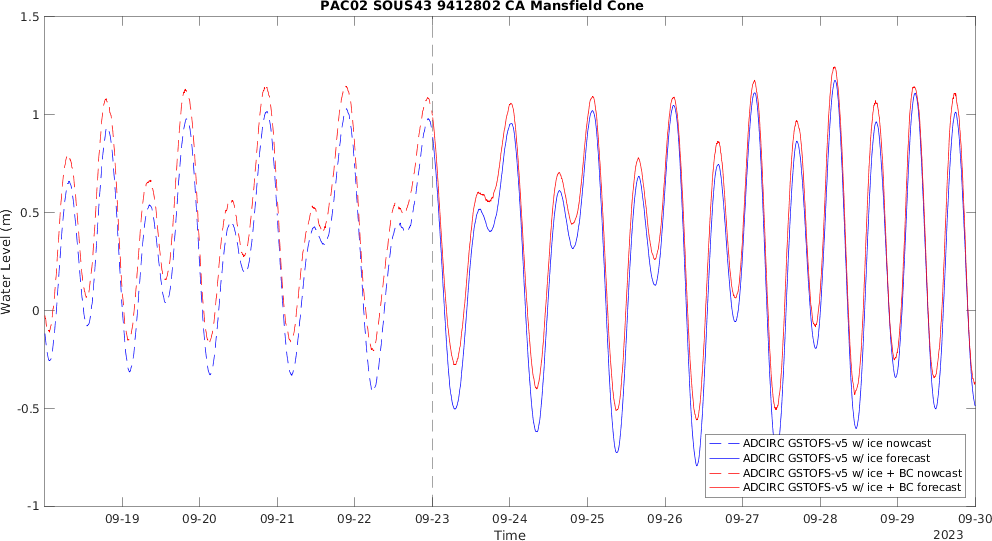 PAC02 SOUS43 9412802 CA Mansfield Cone
1.5
1
0.5
0
-0.5
-1
Water Level (m)
09-19 09-20 09-21 09-22 09-23 09-24 09-25 09-26 09-27 09-28 09-29 09-30
Time
2023
ADCIRC GSTOFS-v5 w/ ice nowcast
ADCIRC GSTOFS-v5 w/ ice forecast
ADCIRC GSTOFS-v5 w/ ice + BC nowcast
ADCIRC GSTOFS-v5 w/ ice + BC forecast